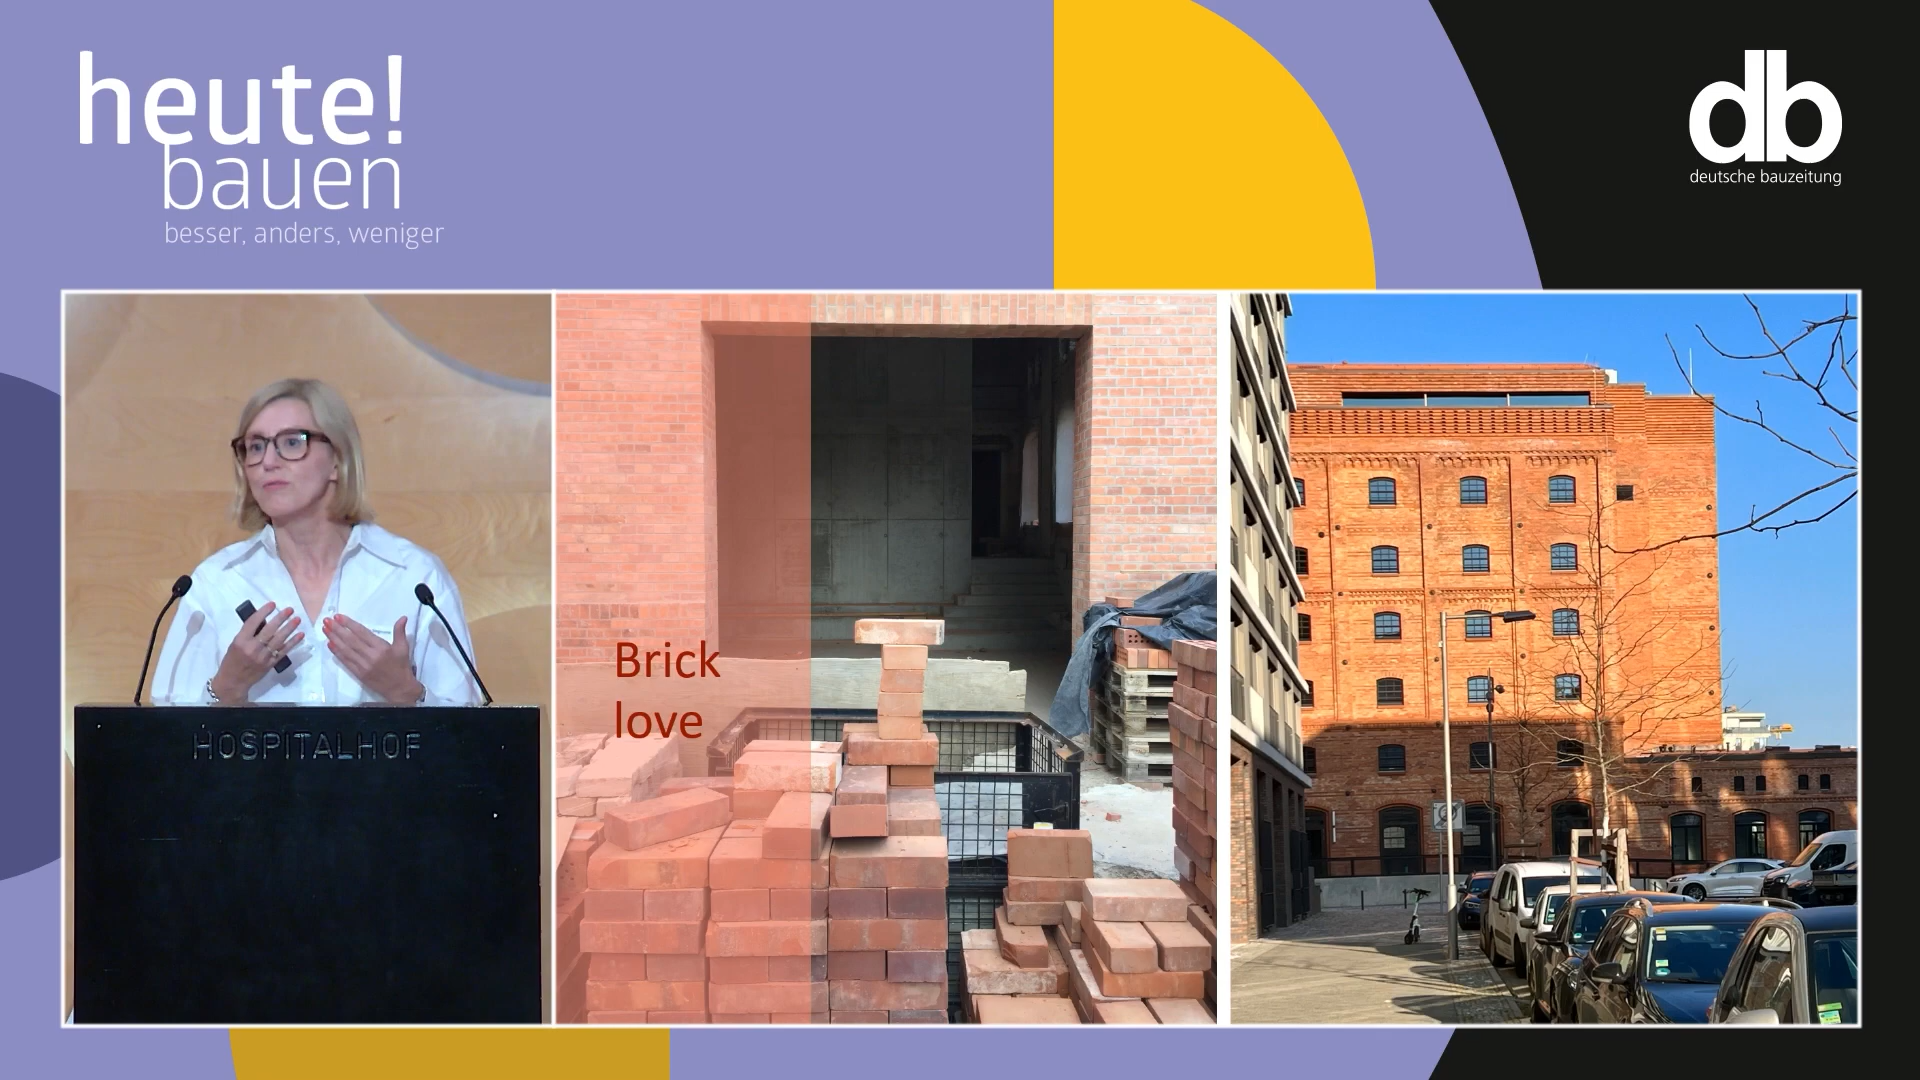 heute!
bauen
besser, anders, weniger
db
deutsche bauzeitung
HOSPITALHOF
Brick
love